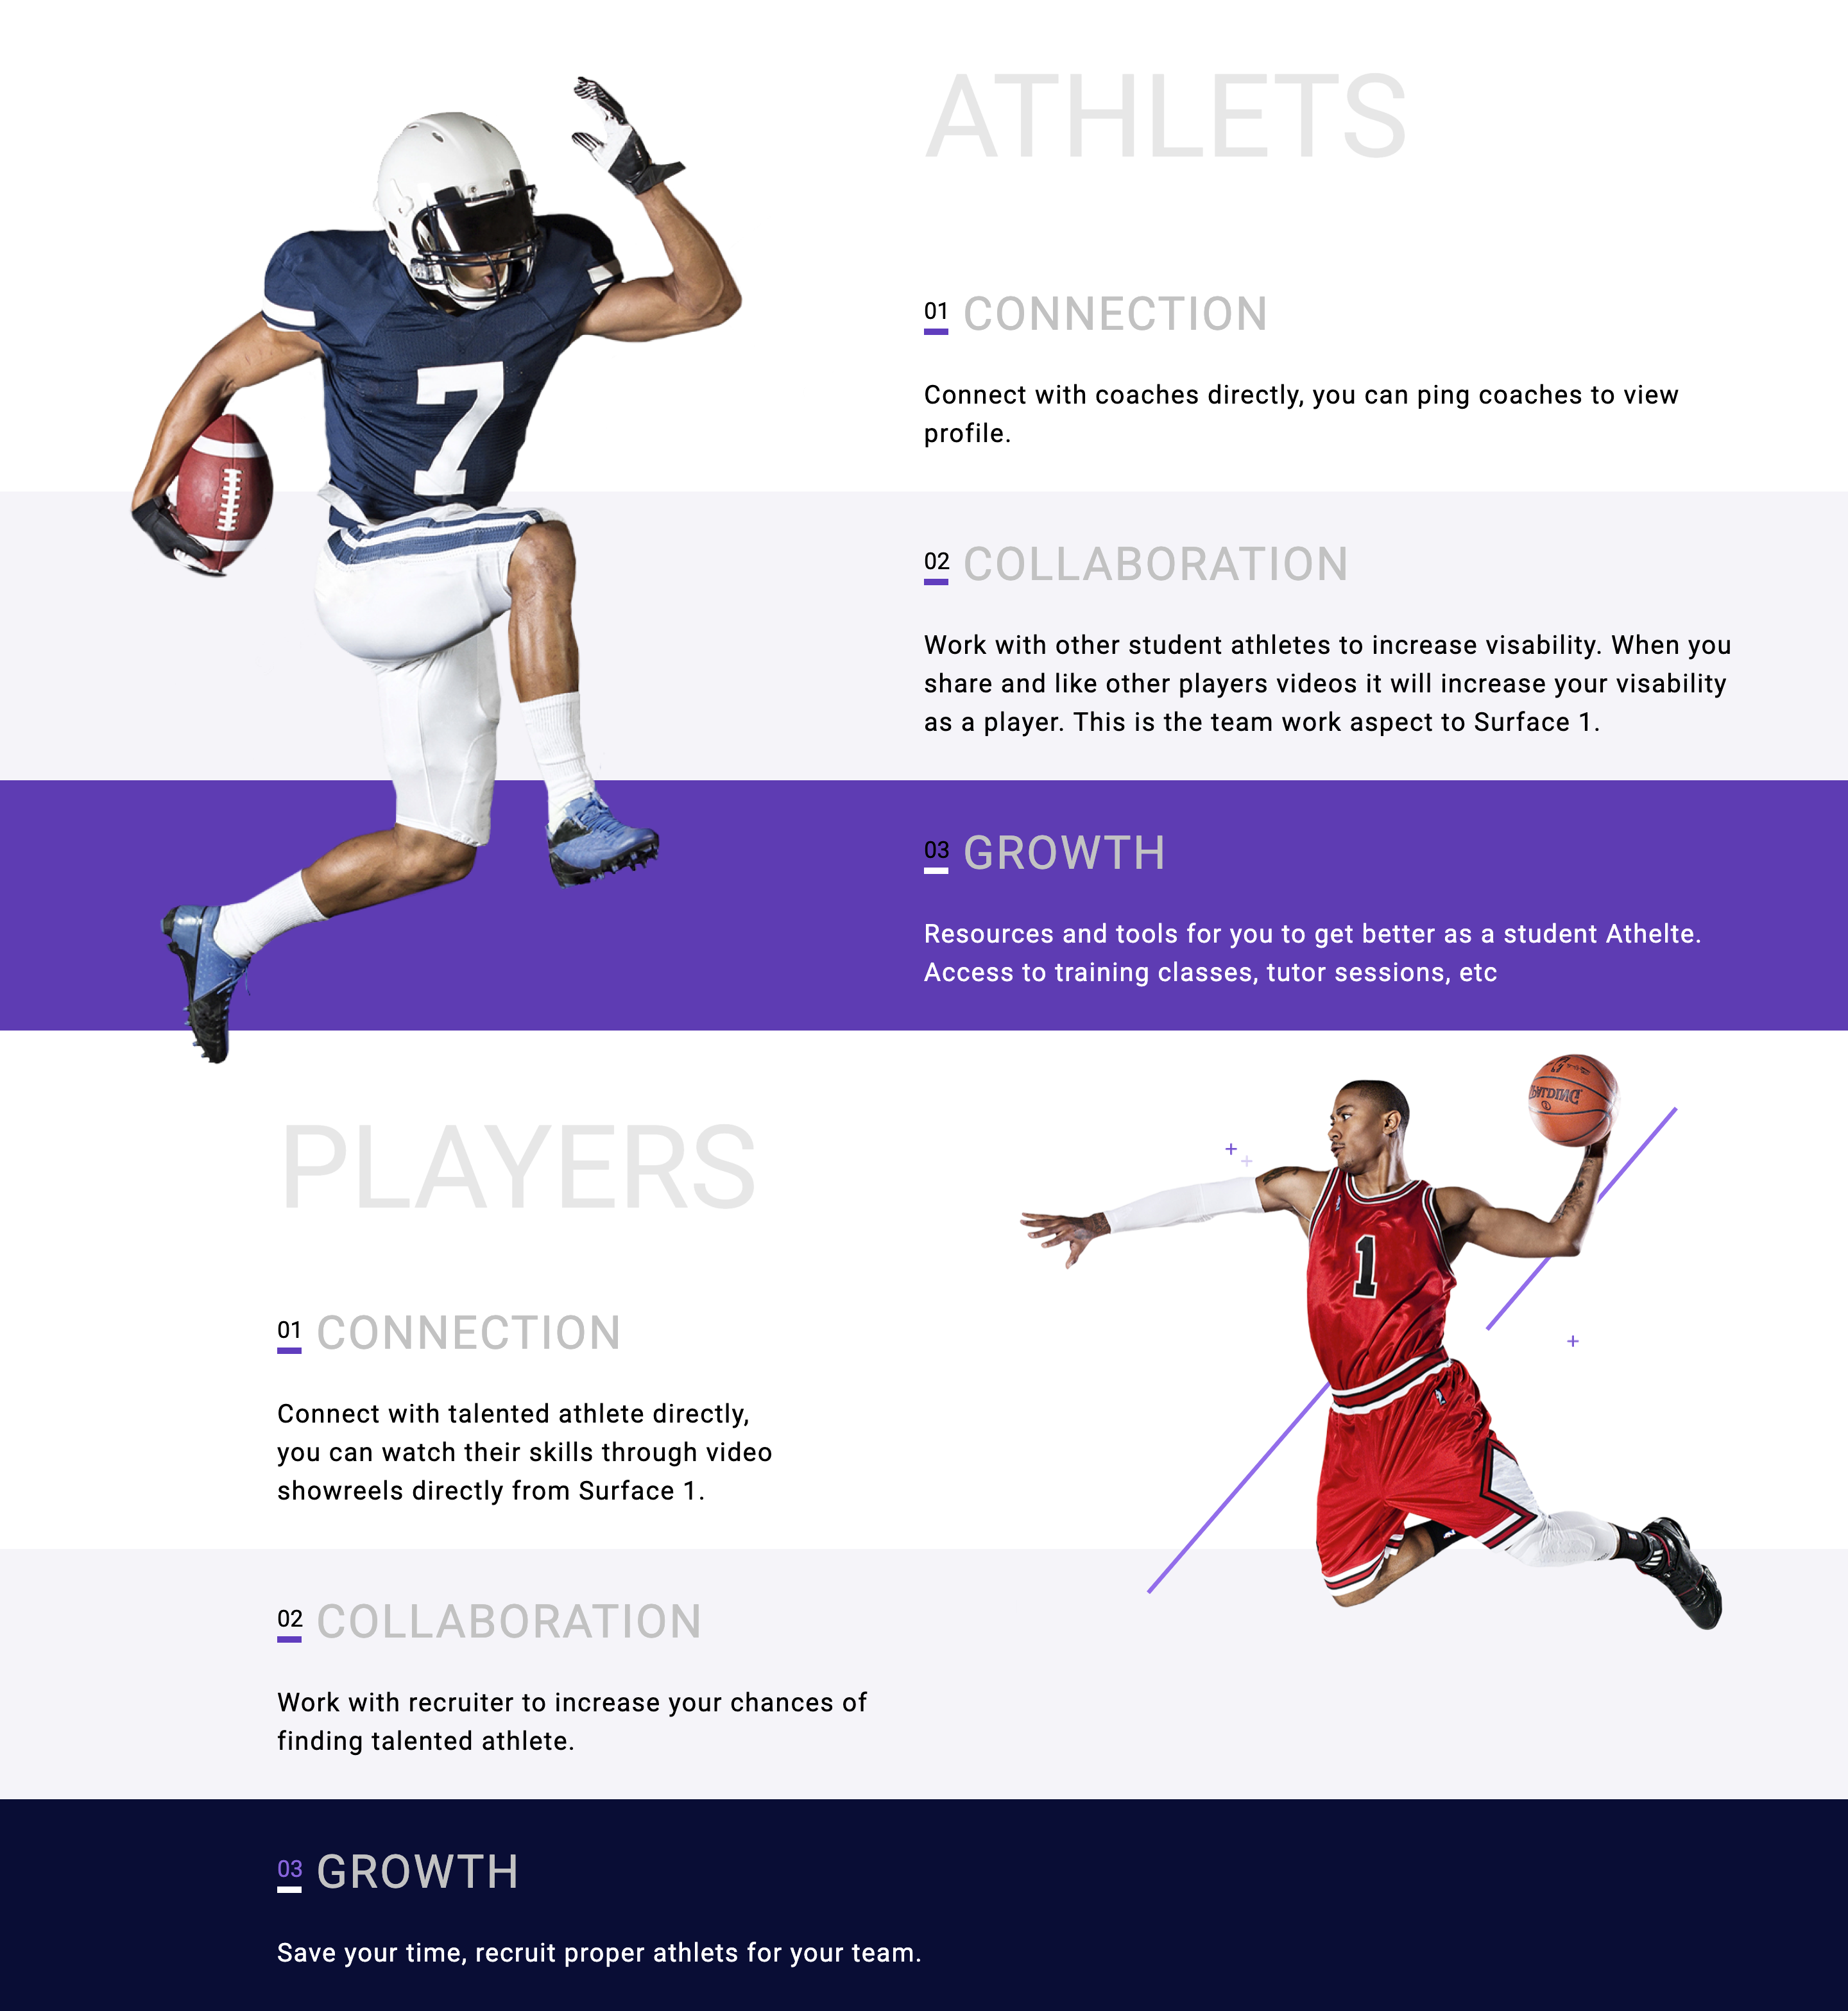 ATHLETS
7
01 CONNECTION
Connect with coaches directly, you can ping coaches to view
profile.
02 COLLABORATION
Work with other student athletes to increase visability. When you
share and like other players videos it will increase your visability
as a player. This is the team work aspect to Surface 1.
03 GROWTH
Resources and tools for you to get better as a student Athelte.
Access to training classes, tutor sessions, etc
PLAYERS
1
01 CONNECTION
Connect with talented athlete directly,
you can watch their skills through video
showreels directly from Surface 1.
02 COLLABORATION
Work with recruiter to increase your chances of
finding talented athlete.
03 GROWTH
Save your time, recruit proper athlets for your team.